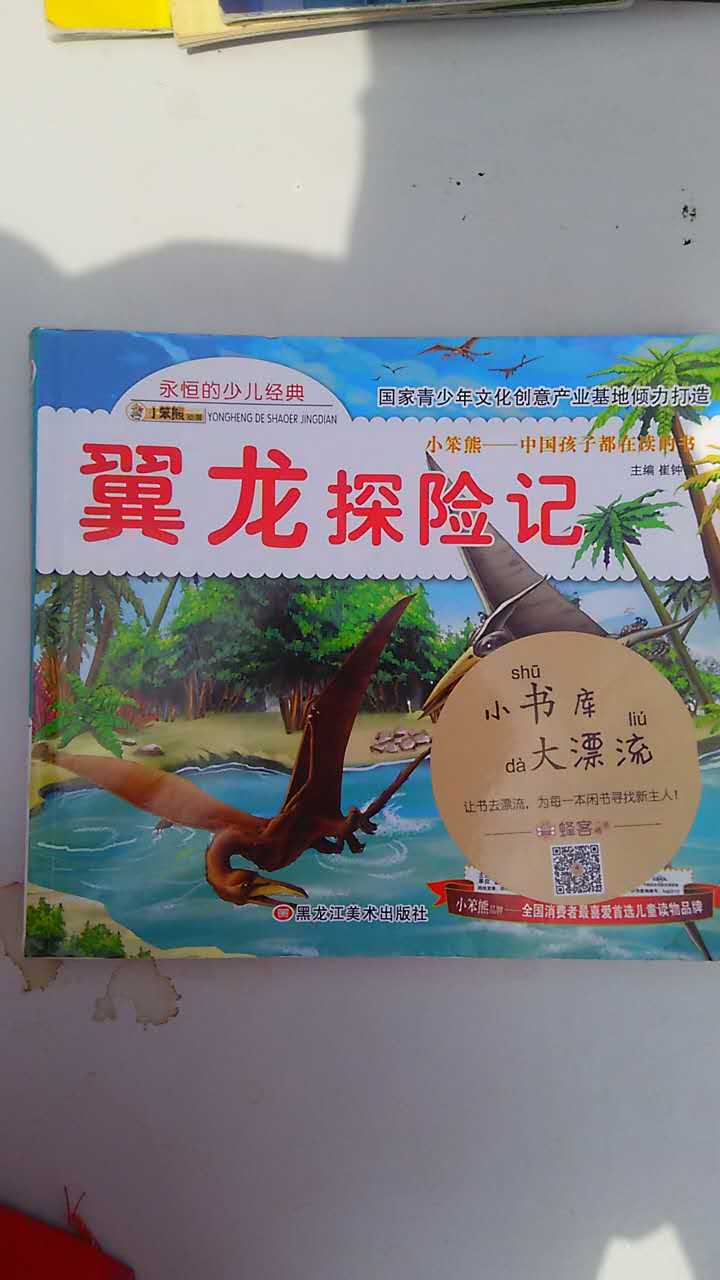 永恒的少儿经典
小笨熊
YONGHENG DE SHAOER JINGDIAN
国家青少年文化创意产业基地倾力打造
小笨熊——中国孩子都在读的书
主编 崔钟
翼龙探险记
shū
小书库
liú
dà
大漂流
让书去漂流，为每一本闲书寻找新主人！
蜂客
黑龙江美术出版社
小笨熊品牌——全国消费者最喜爱首选儿童读物品牌